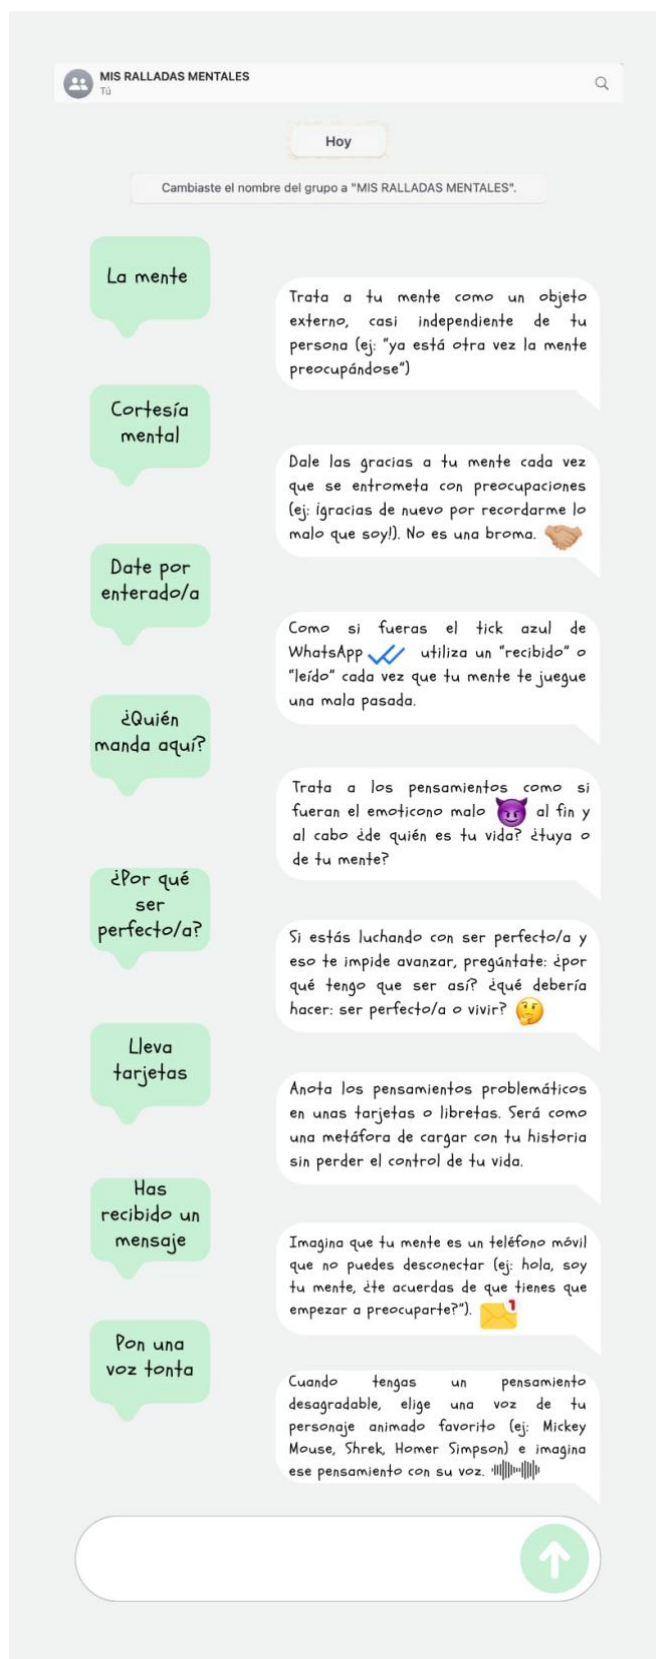 MIS RALLADAS MENTALES
Tú
Hoy
Cambiaste el nombre del grupo a "MIS RALLADAS MENTALES".
La mente
Trata a tu mente como un objeto
externo, casi independiente de tu
persona (ej: "ya está otra vez la mente
preocupándose")
Cortesía
mental
Dale las gracias a tu mente cada vez
que se entrometa con preocupaciones
(ej: ¡gracias de nuevo por recordarme lo
malo que soy!). No es una broma.
Date por
enterado/a
Como si fueras el tick azul de
WhatsApp utiliza un "recibido" o
"leído" cada vez que tu mente te juegue
una mala pasada.
¿Quién
manda aquí?
Trata a los pensamientos como si
fueran el emoticono malo al fin y
al cabo ¿de quién es tu vida? ¿tuya o
de tu mente?
¿Por qué
ser
perfecto/a?
Si estás luchando con ser perfecto/a y
eso te impide avanzar, pregúntate: ¿por
qué tengo que ser así? ¿qué debería
hacer: ser perfecto/a o vivir?
Lleva
tarjetas
Anota los pensamientos problemáticos
en unas tarjetas o libretas. Será como
una metáfora de cargar con tu historia
sin perder el control de tu vida.
Has
recibido un
mensaje
Imagina que tu mente es un teléfono móvil
que no puedes desconectar (ej: hola, soy
tu mente, ¿te acuerdas de que tienes que
empezar a preocuparte?").
1
Pon una
voz tonta
Cuando tengas un pensamiento
desagradable, elige una voz de tu
personaje animado favorito (ej: Mickey
Mouse, Shrek, Homer Simpson) e imagina
ese pensamiento con su voz.